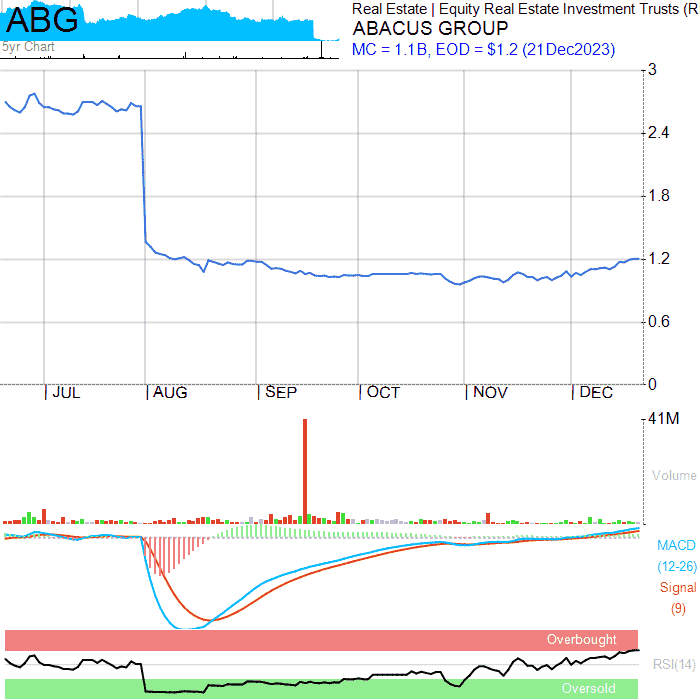 ABG
5yr Chart
Real Estate | Equity Real Estate Investment Trusts (R
ABACUS GROUP
MC = 1.1B, EOD = $1.2 (21Dec2023)
3
2.4
1.8
1.2
0.6
0
JUL
AUG
SEP
OCT
NOV
DEC
41M
Volume
MACD
(12-26)
Signal
(9)
Overbought
RSI(14)
Oversold